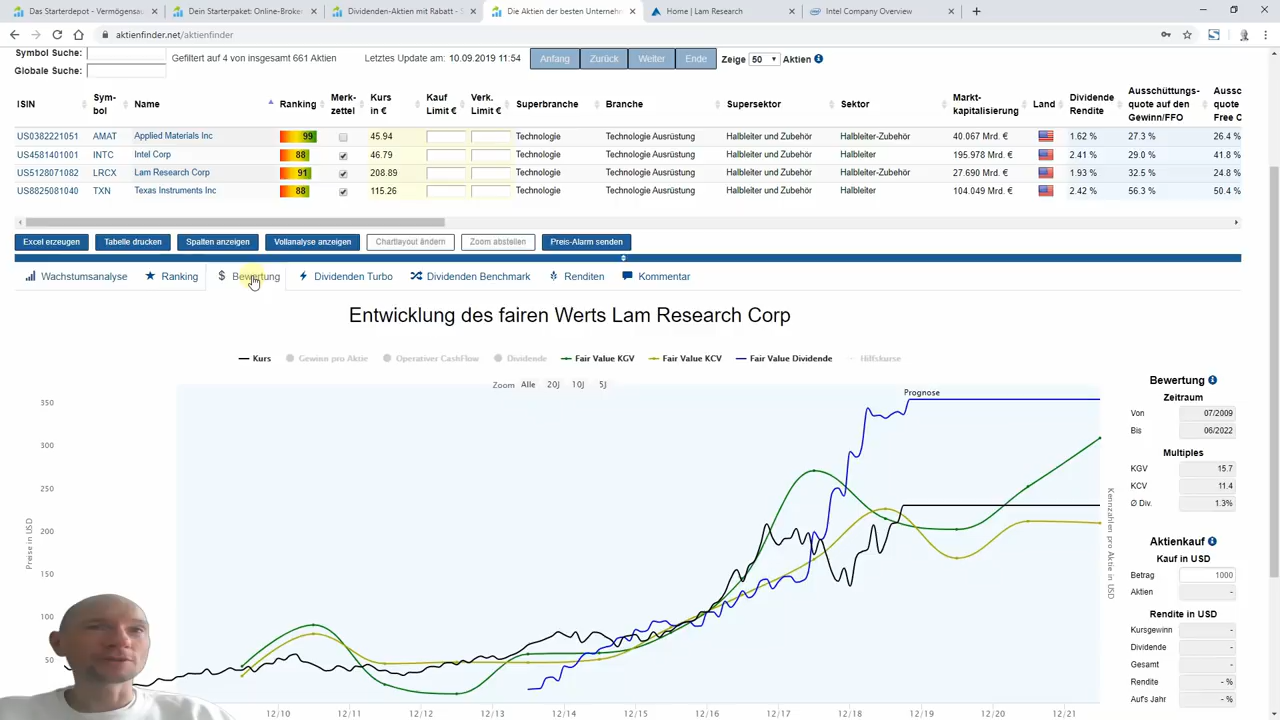 Das Starterdepot - Vermögensau
Dein Starterpaket: Online-Broke
Dividenden-Aktien mit Rabatt - S
Die Aktien der besten Unterneh
Home | Lam Research
Intel Company Overview
aktienfinder.net/aktienfinder
Symbol Suche:
Globale Suche:
Gefiltert auf 4 von insgesamt 661 Aktien
Letztes Update am: 10.09.2019 11:54
Anfang Zurück Weiter Ende
Zeige 50 Aktien
ISIN Sym-bol Name Ranking Merk-zettel Kurs in € Kauf Limit € Verk. Limit € Superbranche Branche Supersektor Sektor Markt-kapitalisierung Land Dividende Rendite Ausschüttungs-quote auf den Gewinn/FFO Aussc quote Free C
US0382221051 AMAT Applied Materials Inc 99 45.94 Technologie Technologie Ausrüstung Halbleiter und Zubehör Halbleiter-Zubehör 40.067 Mrd. € 1.62 % 27.3 % 26.4 %
US4581401001 INTC Intel Corp 88 46.79 Technologie Technologie Ausrüstung Halbleiter und Zubehör Halbleiter 195.978 Mrd. € 2.41 % 29.0 % 41.8 %
US5128071082 LRCX Lam Research Corp 91 208.89 Technologie Technologie Ausrüstung Halbleiter und Zubehör Halbleiter-Zubehör 27.690 Mrd. € 1.93 % 32.5 % 24.8 %
US8825081040 TXN Texas Instruments Inc 88 115.26 Technologie Technologie Ausrüstung Halbleiter und Zubehör Halbleiter 104.049 Mrd. € 2.42 % 56.3 % 50.4 %
Excel erzeugen Tabelle drucken Spalten anzeigen Vollanalyse anzeigen Chartlayout ändern Zoom abstellen Preis-Alarm senden
Wachstumsanalyse Ranking Bewertung Dividenden Turbo Dividenden Benchmark Renditen Kommentar
Entwicklung des fairen Werts Lam Research Corp
Kurs Gewinn pro Aktie Operativer CashFlow Dividende Fair Value KGV Fair Value KCV Fair Value Dividende Hilfskurse
Zoom Alle 20J 10J 5J
Prognose
350
300
250
200
150
100
50
Preise in USD
Kennzahlen pro Aktie in USD
12/10 12/11 12/12 12/13 12/14 12/15 12/16 12/17 12/18 12/19 12/20 12/21
Bewertung
Zeitraum
Von 07/2009
Bis 06/2022
Multiples
KGV 15.7
KCV 11.4
Ø Div. 1.3%
Aktienkauf
Kauf in USD
Betrag 1000
Aktien -
Rendite in USD
Kursgewinn -
Dividende -
Gesamt -
Rendite - %
Auf's Jahr - %